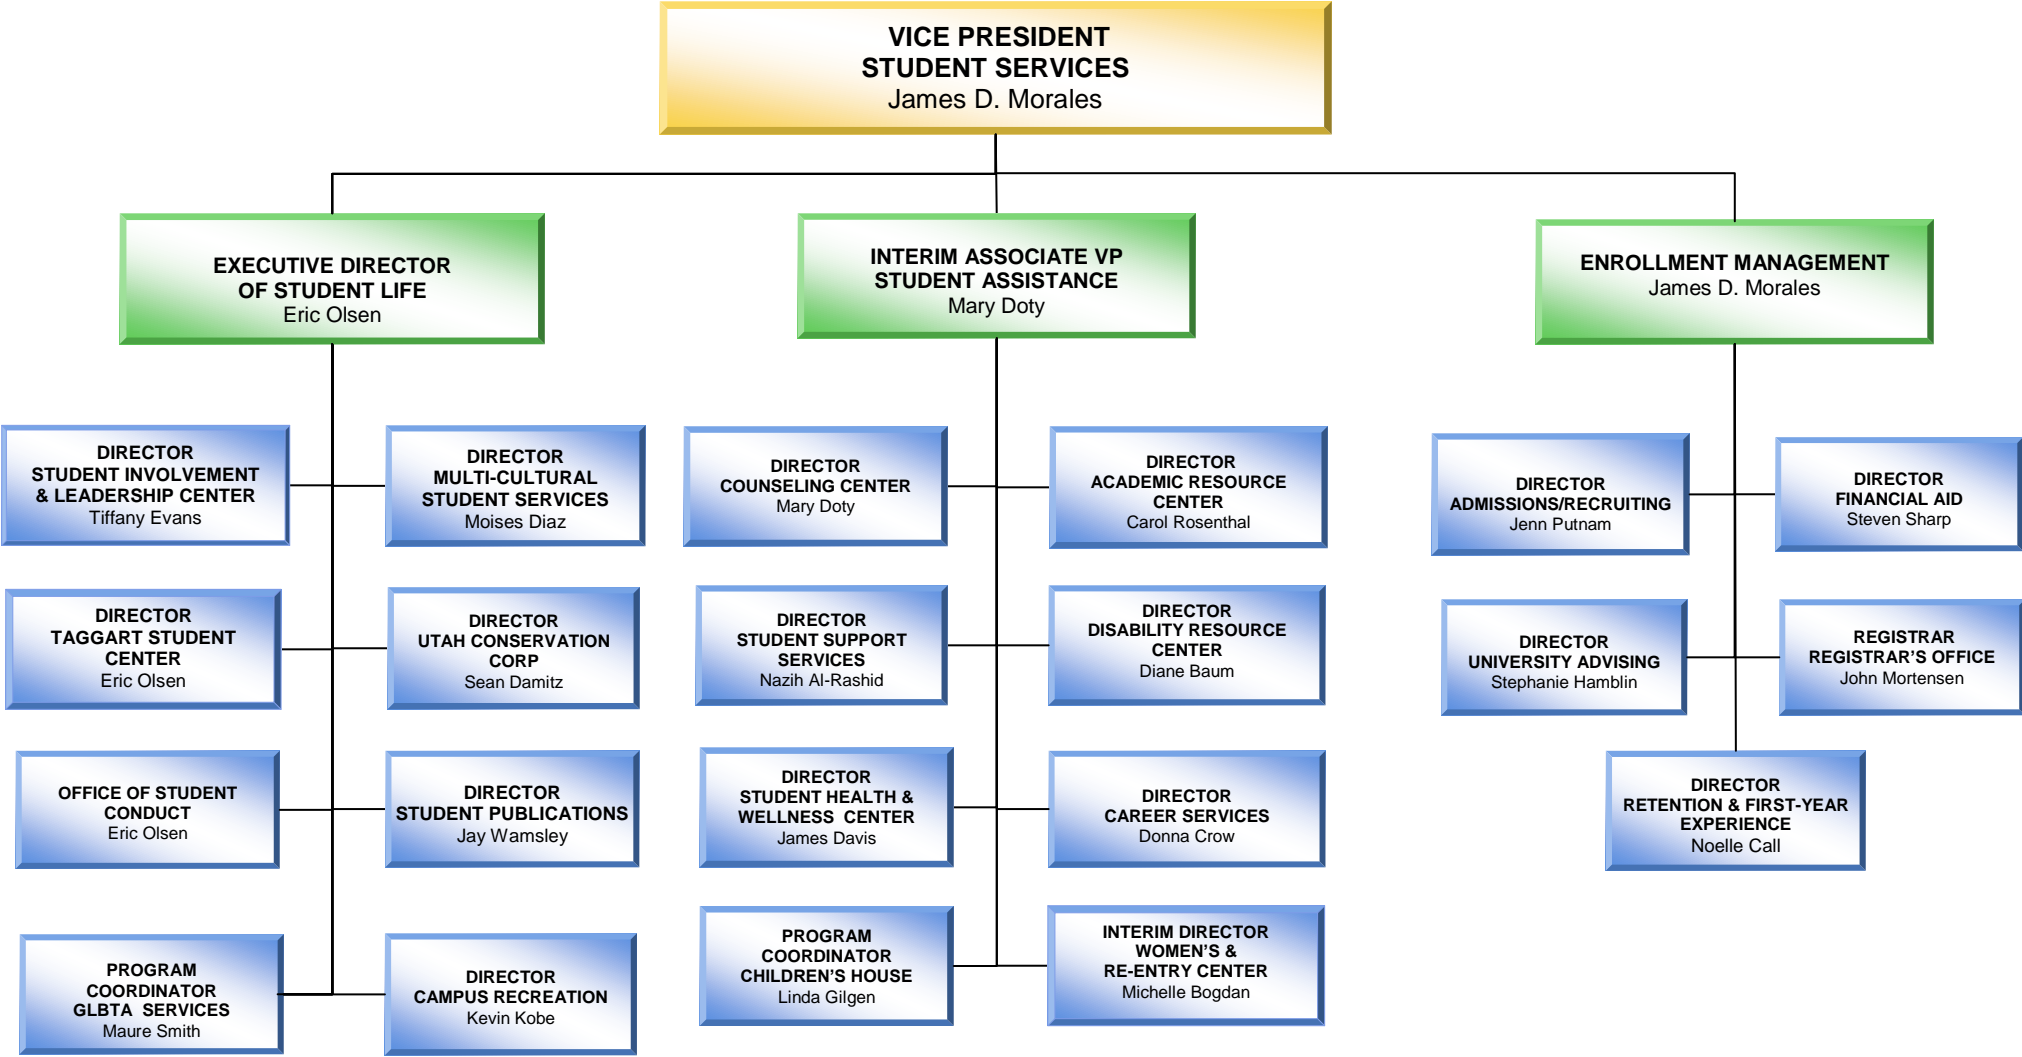 VICE PRESIDENT
STUDENT SERVICES
James D. Morales
EXECUTIVE DIRECTOR
OF STUDENT LIFE
Eric Olsen
INTERIM ASSOCIATE VP
STUDENT ASSISTANCE
Mary Doty
ENROLLMENT MANAGEMENT
James D. Morales
DIRECTOR
STUDENT INVOLVEMENT
& LEADERSHIP CENTER
Tiffany Evans
DIRECTOR
MULTI-CULTURAL
STUDENT SERVICES
Moises Diaz
DIRECTOR
COUNSELING CENTER
Mary Doty
DIRECTOR
ACADEMIC RESOURCE
CENTER
Carol Rosenthal
DIRECTOR
ADMISSIONS/RECRUITING
Jenn Putnam
DIRECTOR
FINANCIAL AID
Steven Sharp
DIRECTOR
TAGGART STUDENT
CENTER
Eric Olsen
DIRECTOR
UTAH CONSERVATION
CORP
Sean Damitz
DIRECTOR
STUDENT SUPPORT
SERVICES
Nazih Al-Rashid
DIRECTOR
DISABILITY RESOURCE
CENTER
Diane Baum
DIRECTOR
UNIVERSITY ADVISING
Stephanie Hamblin
REGISTRAR
REGISTRAR’S OFFICE
John Mortensen
OFFICE OF STUDENT
CONDUCT
Eric Olsen
DIRECTOR
STUDENT PUBLICATIONS
Jay Wamsley
DIRECTOR
STUDENT HEALTH &
WELLNESS CENTER
James Davis
DIRECTOR
CAREER SERVICES
Donna Crow
DIRECTOR
RETENTION & FIRST-YEAR
EXPERIENCE
Noelle Call
PROGRAM
COORDINATOR
GLBTA SERVICES
Maure Smith
DIRECTOR
CAMPUS RECREATION
Kevin Kobe
PROGRAM
COORDINATOR
CHILDREN’S HOUSE
Linda Gilgen
INTERIM DIRECTOR
WOMEN’S &
RE-ENTRY CENTER
Michelle Bogdan